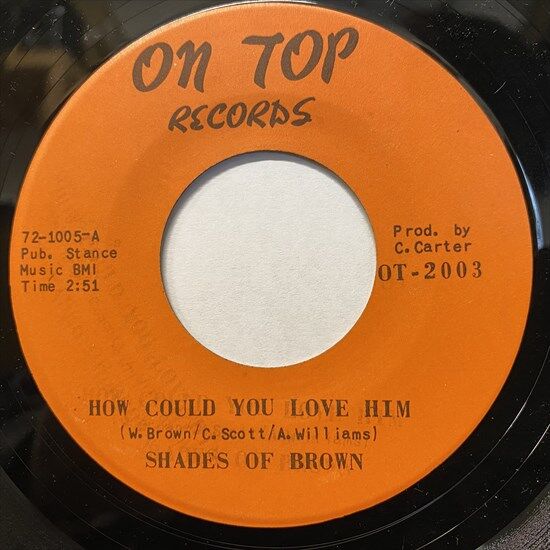 On TOP
RECORDS
72-1005-A
Pub. Stance
Music BMI
Time 2:51
Prod. by
C. Carter
OT-2003
HOW COULD YOU LOVE HIM
(W. Brown/C. Scott/A. Williams)
SHADES OF BROWN